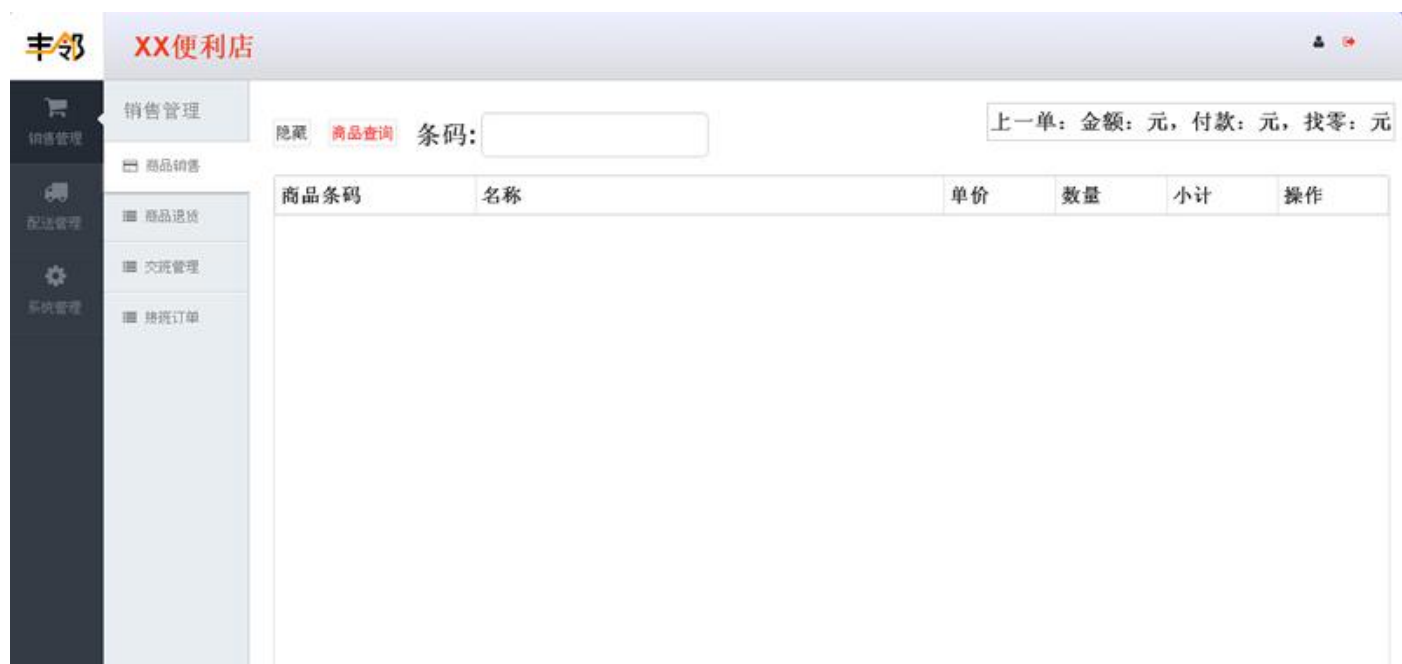 丰邻 XX便利店
销售管理
配送管理
系统管理
销售管理
商品销售
商品退货
交班管理
挂班订单
隐藏 商品查询 条码:
上一单：金额：元，付款：元，找零：元
商品条码 名称 单价 数量 小计 操作